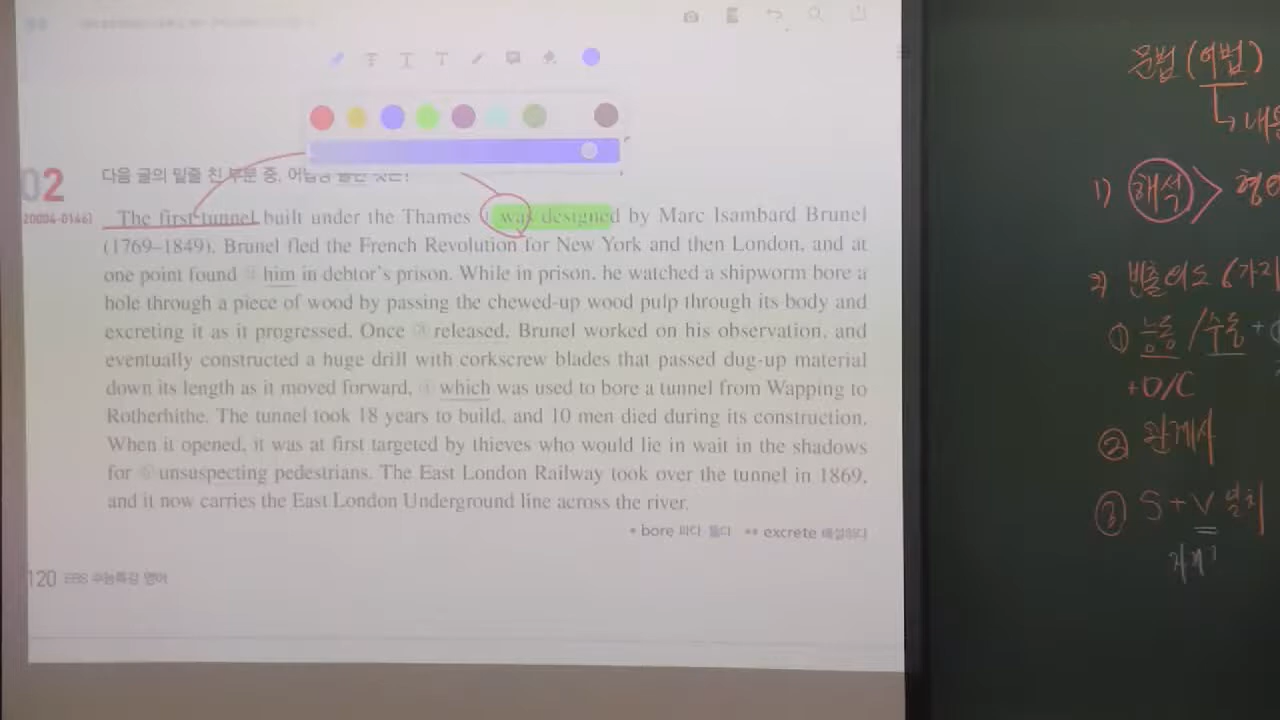 02
다음 글의 밑줄 친 부분 중, 어법상 틀린 것은?
20004-0146
The first tunnel built under the Thames ① was designed by Marc Isambard Brunel
(1769–1849). Brunel fled the French Revolution for New York and then London, and at
one point found ② him in debtor's prison. While in prison, he watched a shipworm bore a
hole through a piece of wood by passing the chewed-up wood pulp through its body and
excreting it as it progressed. Once ③ released, Brunel worked on his observation, and
eventually constructed a huge drill with corkscrew blades that passed dug-up material
down its length as it moved forward, ④ which was used to bore a tunnel from Wapping to
Rotherhithe. The tunnel took 18 years to build, and 10 men died during its construction.
When it opened, it was at first targeted by thieves who would lie in wait in the shadows
for ⑤ unsuspecting pedestrians. The East London Railway took over the tunnel in 1869,
and it now carries the East London Underground line across the river.
* bore 파다, 뚫다 ** excrete 배설하다
120 EBS 수능특강 영어
문법 (어법)
↳ 내용
1) 해석 >
2) 빈출의도 6가지
① 능동 / 수동 +
+O/C
② 관계사
③ S + V 일치